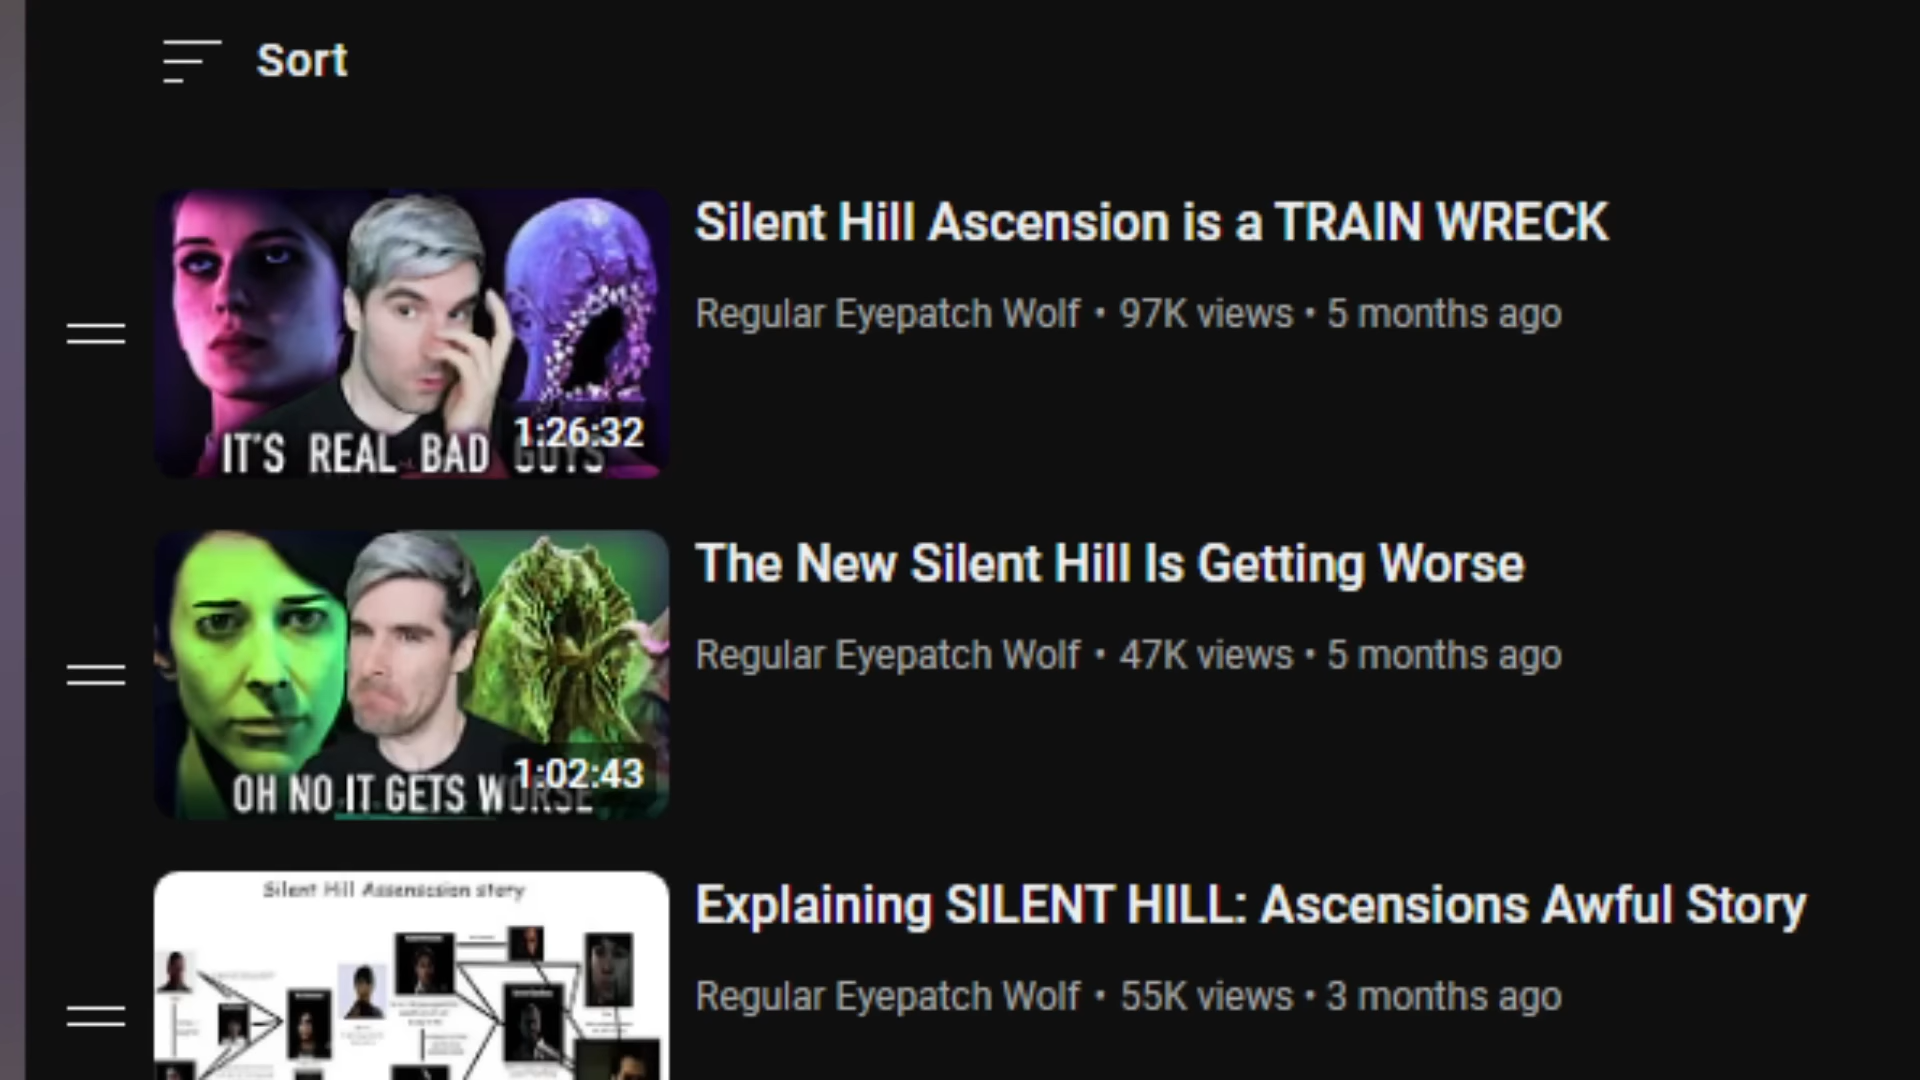 Sort
Silent Hill Ascension is a TRAIN WRECK
Regular Eyepatch Wolf • 97K views • 5 months ago
1:26:32
IT'S REAL BAD GUYS
The New Silent Hill Is Getting Worse
Regular Eyepatch Wolf • 47K views • 5 months ago
1:02:43
OH NO IT GETS WORSE
Silent Hill Assenscsion story
Explaining SILENT HILL: Ascensions Awful Story
Regular Eyepatch Wolf • 55K views • 3 months ago